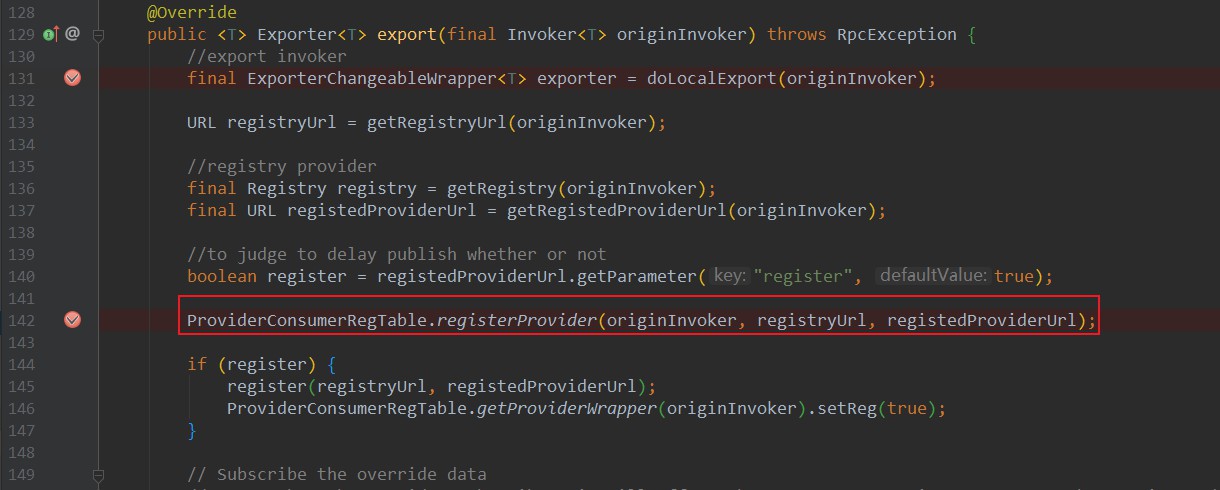 128 @Override
129 @ public <T> Exporter<T> export(final Invoker<T> originInvoker) throws RpcException {
130 //export invoker
131 final ExporterChangeableWrapper<T> exporter = doLocalExport(originInvoker);
132
133 URL registryUrl = getRegistryUrl(originInvoker);
134
135 //registry provider
136 final Registry registry = getRegistry(originInvoker);
137 final URL registedProviderUrl = getRegistedProviderUrl(originInvoker);
138
139 //to judge to delay publish whether or not
140 boolean register = registedProviderUrl.getParameter( key: "register", defaultValue: true);
141
142 ProviderConsumerRegTable.registerProvider(originInvoker, registryUrl, registedProviderUrl);
143
144 if (register) {
145 register(registryUrl, registedProviderUrl);
146 ProviderConsumerRegTable.getProviderWrapper(originInvoker).setReg(true);
147 }
148
149 // Subscribe the override data